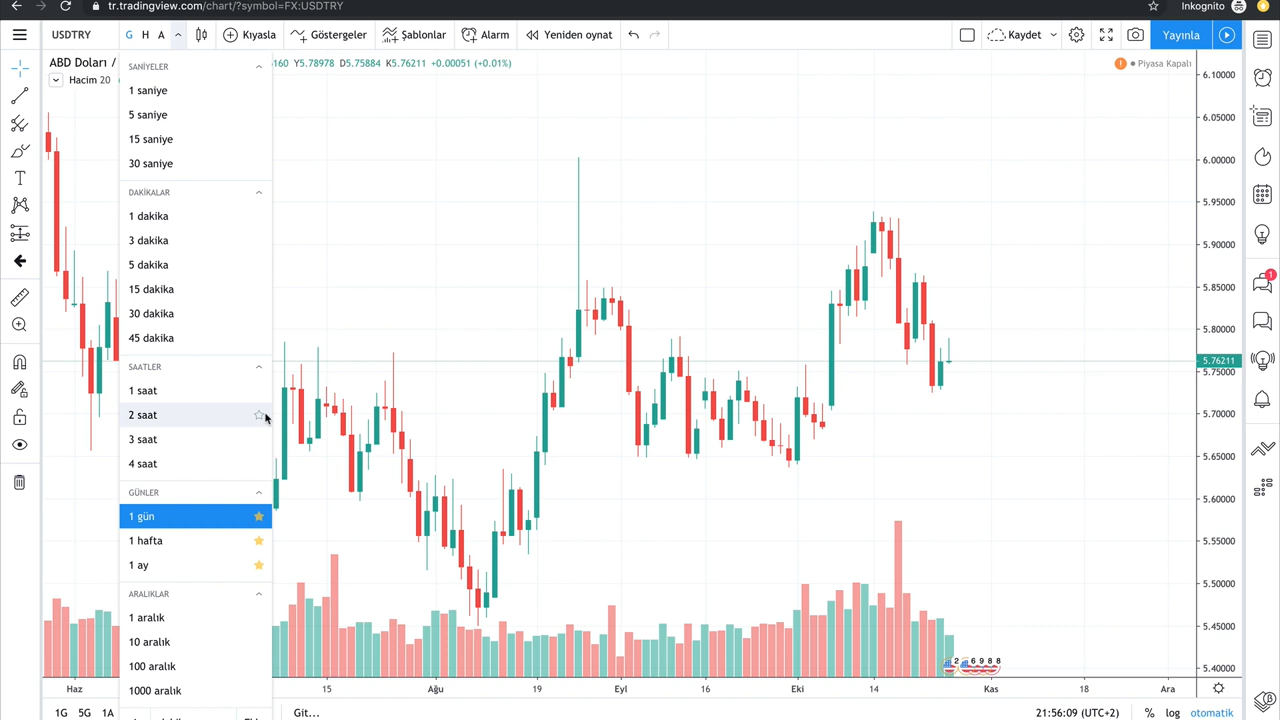 tr.tradingview.com/chart/?symbol=FX:USDTRY
Inkognito
USDTRY
G H A
Kıyasla
Göstergeler
Şablonlar
Alarm
Yeniden oynat
Kaydet
Yayınla
ABD Doları /
160 Y5.78978 D5.75884 K5.76211 +0.00051 (+0.01%)
Piyasa Kapalı
Hacim 20
SANİYELER
1 saniye
5 saniye
15 saniye
30 saniye
DAKİKALAR
1 dakika
3 dakika
5 dakika
15 dakika
30 dakika
45 dakika
SAATLER
1 saat
2 saat
3 saat
4 saat
GÜNLER
1 gün
1 hafta
1 ay
ARALIKLAR
1 aralık
10 aralık
100 aralık
1000 aralık
6.10000
6.05000
6.00000
5.95000
5.90000
5.85000
5.80000
5.76211
5.75000
5.70000
5.65000
5.60000
5.55000
5.50000
5.45000
5.40000
1
2 6 9 8 8
Haz 15 Ağu 19 Eyl 16 Eki 14 Kas 18 Ara
1G 5G 1A
Git...
21:56:09 (UTC+2)
% log otomatik